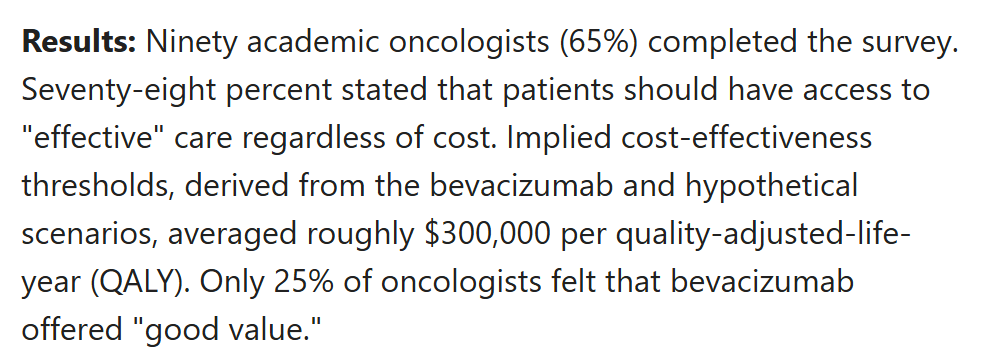 Results: Ninety academic oncologists (65%) completed the survey.
Seventy-eight percent stated that patients should have access to
"effective" care regardless of cost. Implied cost-effectiveness
thresholds, derived from the bevacizumab and hypothetical
scenarios, averaged roughly $300,000 per quality-adjusted-life-
year (QALY). Only 25% of oncologists felt that bevacizumab
offered "good value."